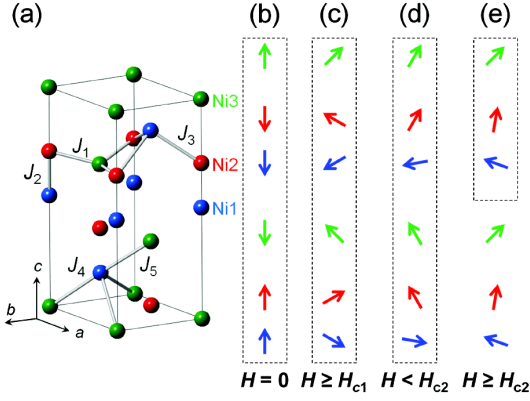 (a) (b) (c) (d) (e)
Ni3
J1 J3
J2 Ni2
Ni1
J4 J5
c
b a
H = 0 H ≥ Hc1 H < Hc2 H ≥ Hc2